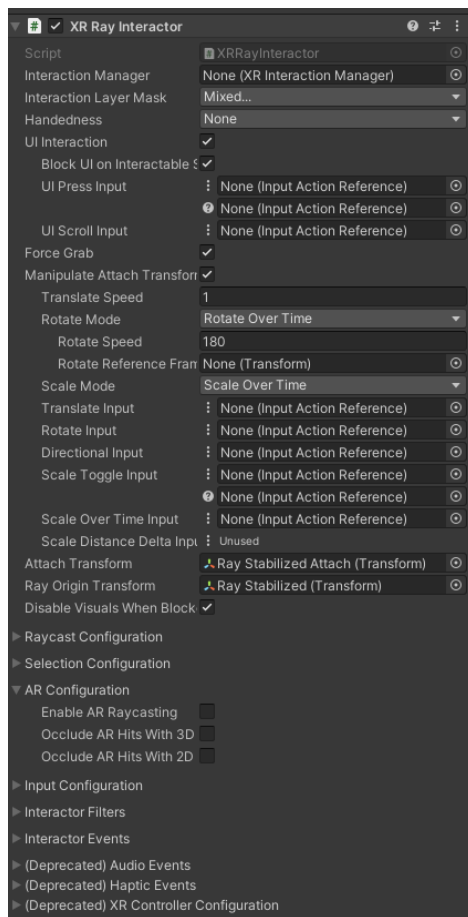 XR Ray Interactor
Script XRRayInteractor
Interaction Manager None (XR Interaction Manager)
Interaction Layer Mask Mixed...
Handedness None
UI Interaction
Block UI on Interactable S
UI Press Input None (Input Action Reference)
None (Input Action Reference)
UI Scroll Input None (Input Action Reference)
Force Grab
Manipulate Attach Transform
Translate Speed 1
Rotate Mode Rotate Over Time
Rotate Speed 180
Rotate Reference Fram None (Transform)
Scale Mode Scale Over Time
Translate Input None (Input Action Reference)
Rotate Input None (Input Action Reference)
Directional Input None (Input Action Reference)
Scale Toggle Input None (Input Action Reference)
None (Input Action Reference)
Scale Over Time Input None (Input Action Reference)
Scale Distance Delta Inpu Unused
Attach Transform Ray Stabilized Attach (Transform)
Ray Origin Transform Ray Stabilized (Transform)
Disable Visuals When Block
Raycast Configuration
Selection Configuration
AR Configuration
Enable AR Raycasting
Occlude AR Hits With 3D
Occlude AR Hits With 2D
Input Configuration
Interactor Filters
Interactor Events
(Deprecated) Audio Events
(Deprecated) Haptic Events
(Deprecated) XR Controller Configuration